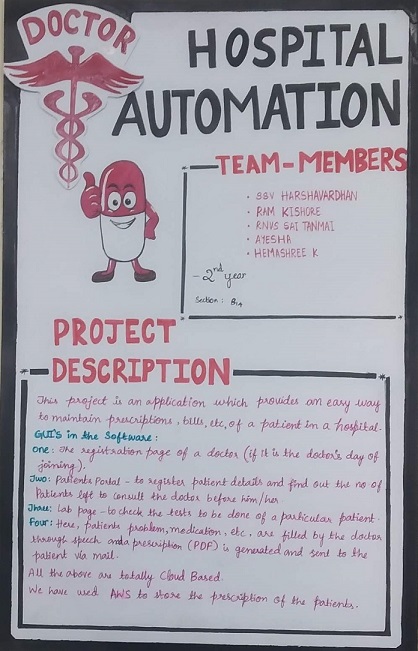 DOCTOR
HOSPITAL
AUTOMATION
TEAM-MEMBERS
• SSV HARSHAVARDHAN
• RAM KISHORE
• RNVS SAI TANMAI
• AYESHA
• HEMASHREE K
- 2nd year
Section : B14
PROJECT
DESCRIPTION
This project is an application which provides an easy way
to maintain prescriptions, bills, etc, of a patient in a hospital.
GUI'S in the Software:
One: The registration page of a doctor (if it is the doctor's day of
joining).
Two: Patients Portal - to register patient details and find out the no of
Patients left to consult the doctor before him/her.
Three: Lab page - to check the tests to be done of a particular patient.
Four: Here, patients problem, medication, etc, are filled by the doctor
through speech and a prescription (PDF) is generated and sent to the
patient via mail.
All the above are totally Cloud Based.
We have used AWS to store the prescription of the patients.